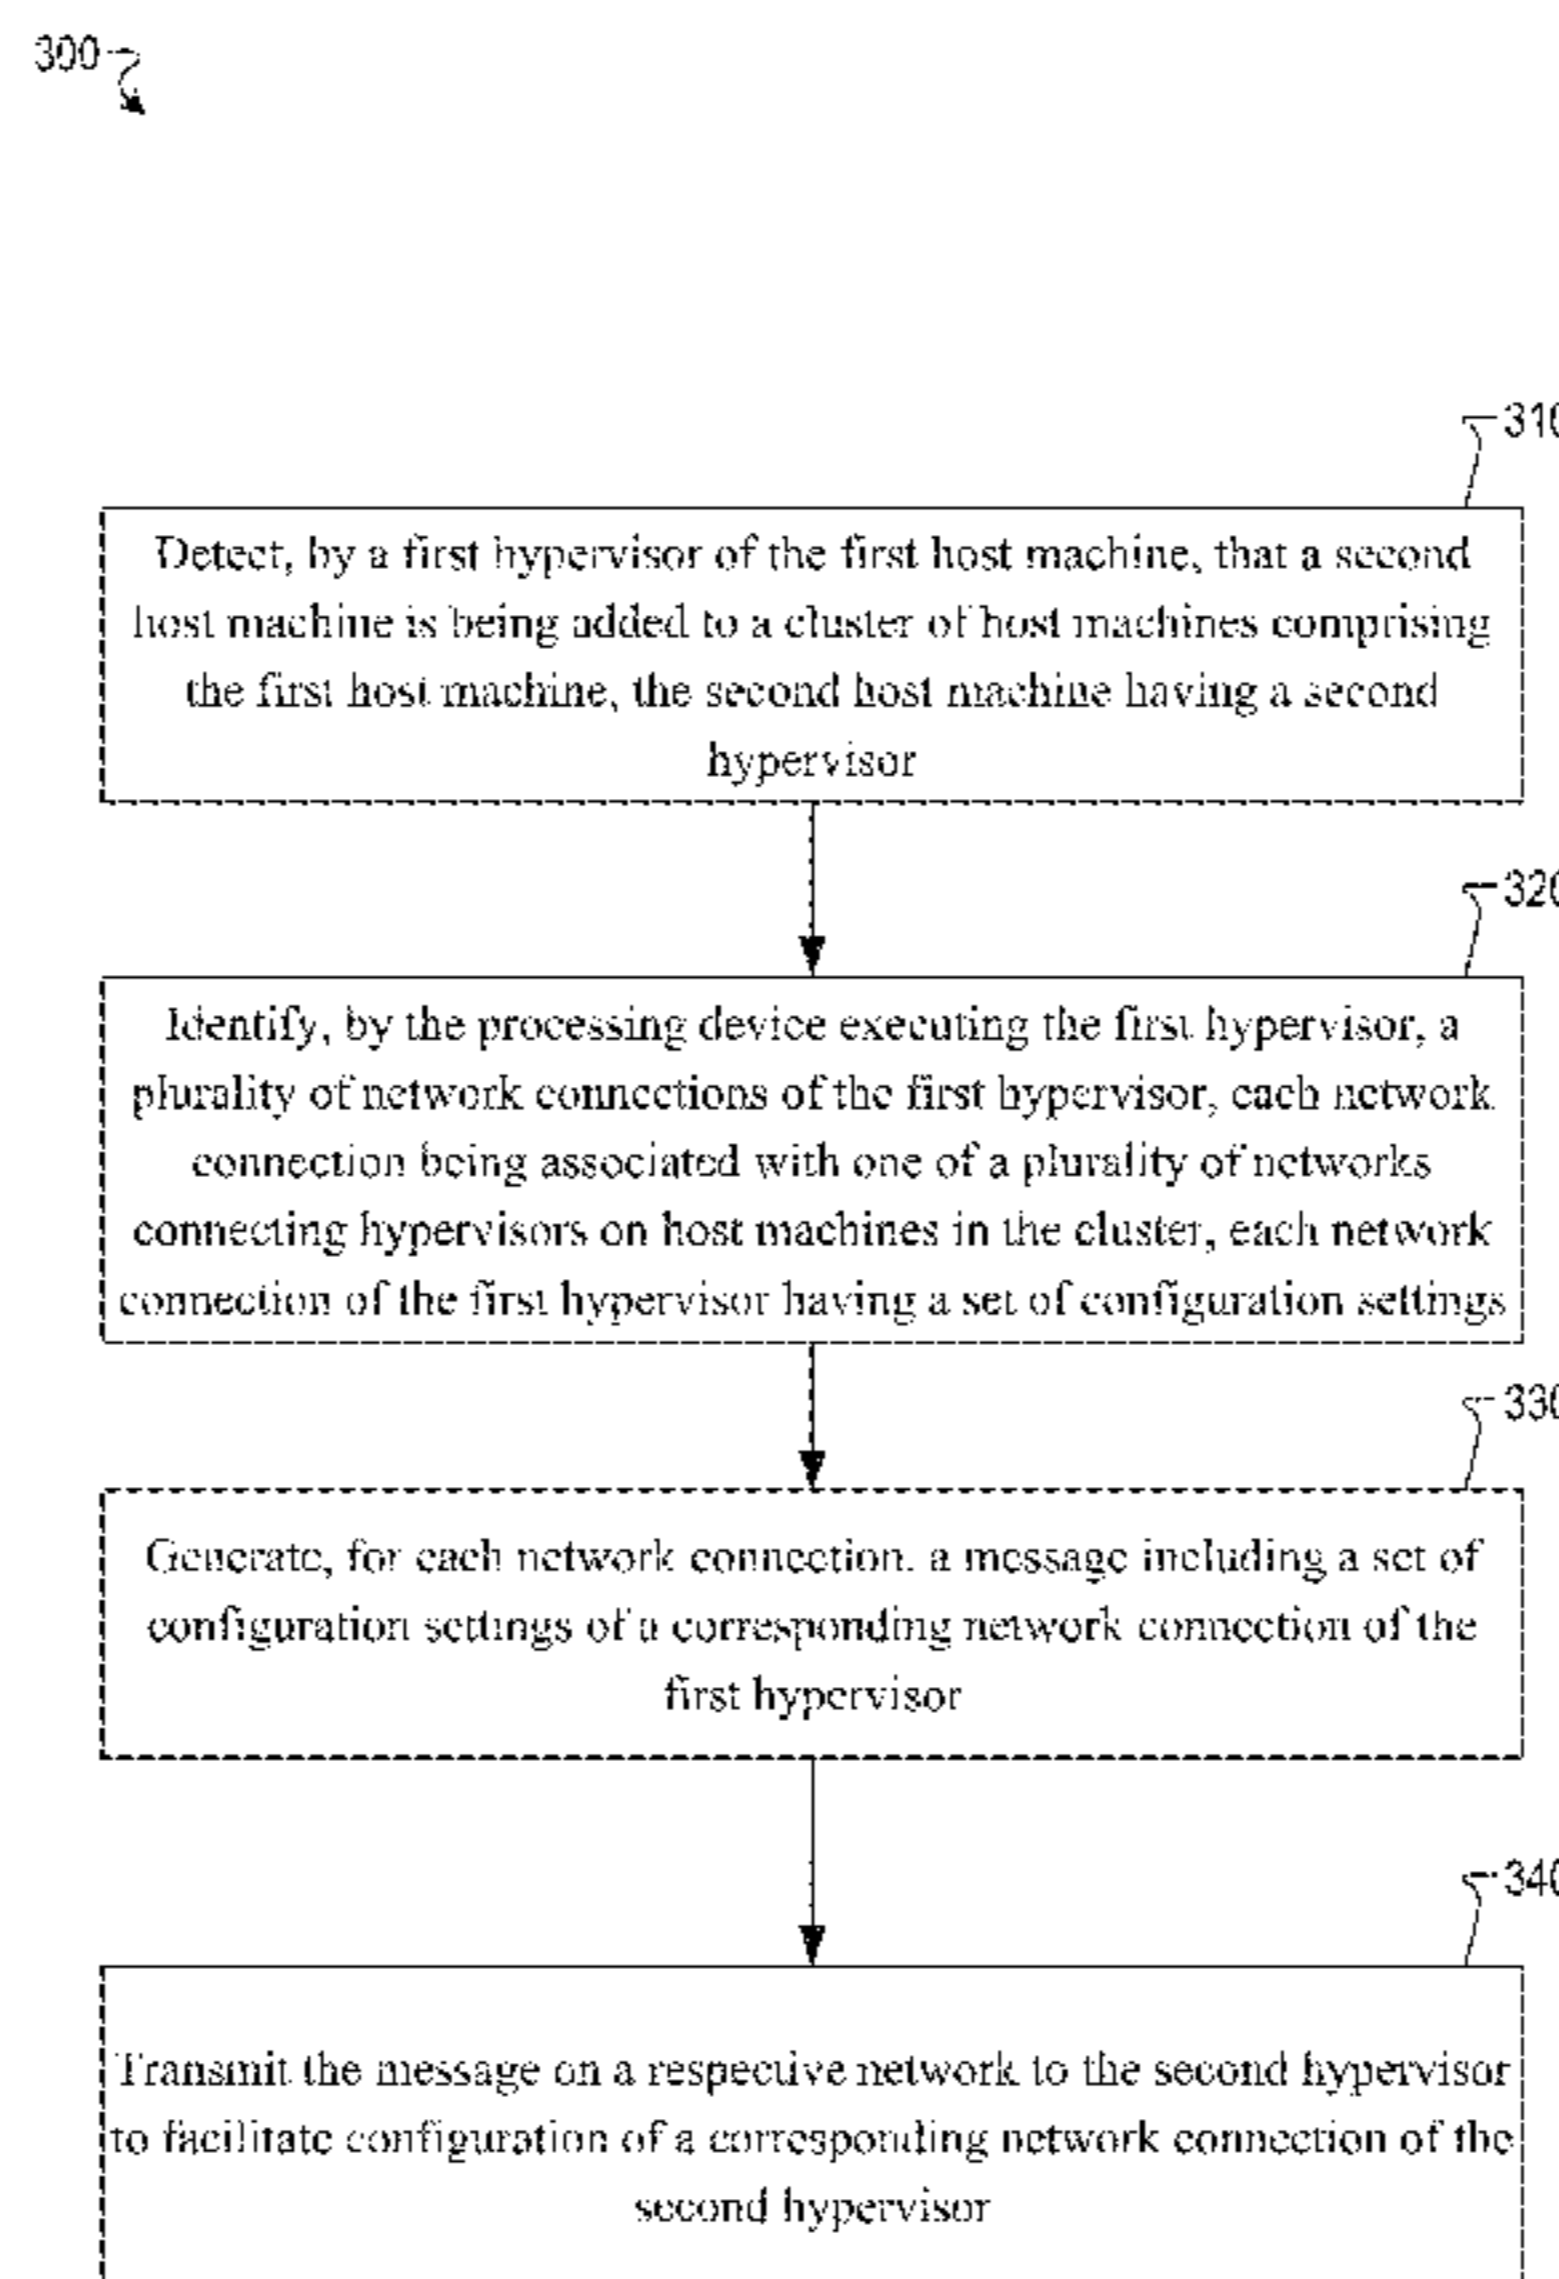 300
310
Detect, by a first hypervisor of the first host machine, that a second
host machine is being added to a cluster of host machines comprising
the first host machine, the second host machine having a second
hypervisor
320
Identify, by the processing device executing the first hypervisor, a
plurality of network connections of the first hypervisor, each network
connection being associated with one of a plurality of networks
connecting hypervisors on host machines in the cluster, each network
connection of the first hypervisor having a set of configuration settings
330
Generate, for each network connection, a message including a set of
configuration settings of a corresponding network connection of the
first hypervisor
340
Transmit the message on a respective network to the second hypervisor
to facilitate configuration of a corresponding network connection of the
second hypervisor